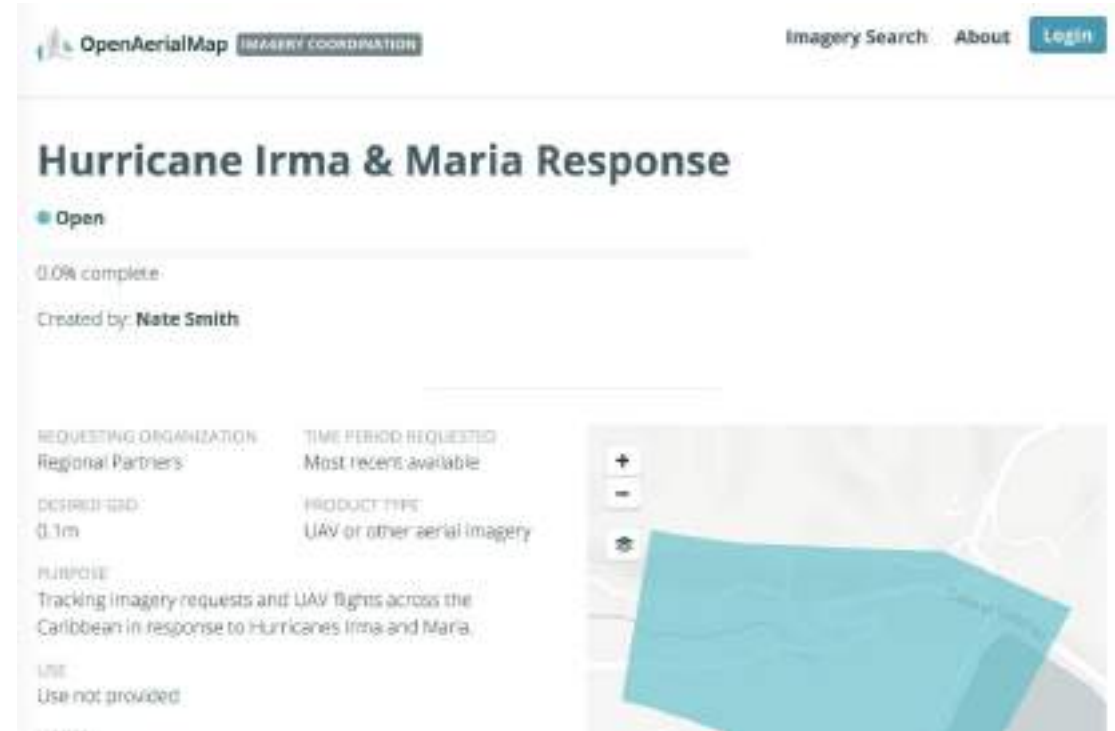 OpenAerialMap IMAGERY COORDINATION
Imagery Search About Login
Hurricane Irma & Maria Response
Open
0.0% complete
Created by: Nate Smith
REQUESTING ORGANIZATION
Regional Partners
TIME PERIOD REQUESTED
Most recent available
DESIRED GSD
0.1m
PRODUCT TYPE
UAV or other aerial imagery
PURPOSE
Tracking imagery requests and UAV flights across the
Caribbean in response to Hurricanes Irma and Maria.
USE
Use not provided